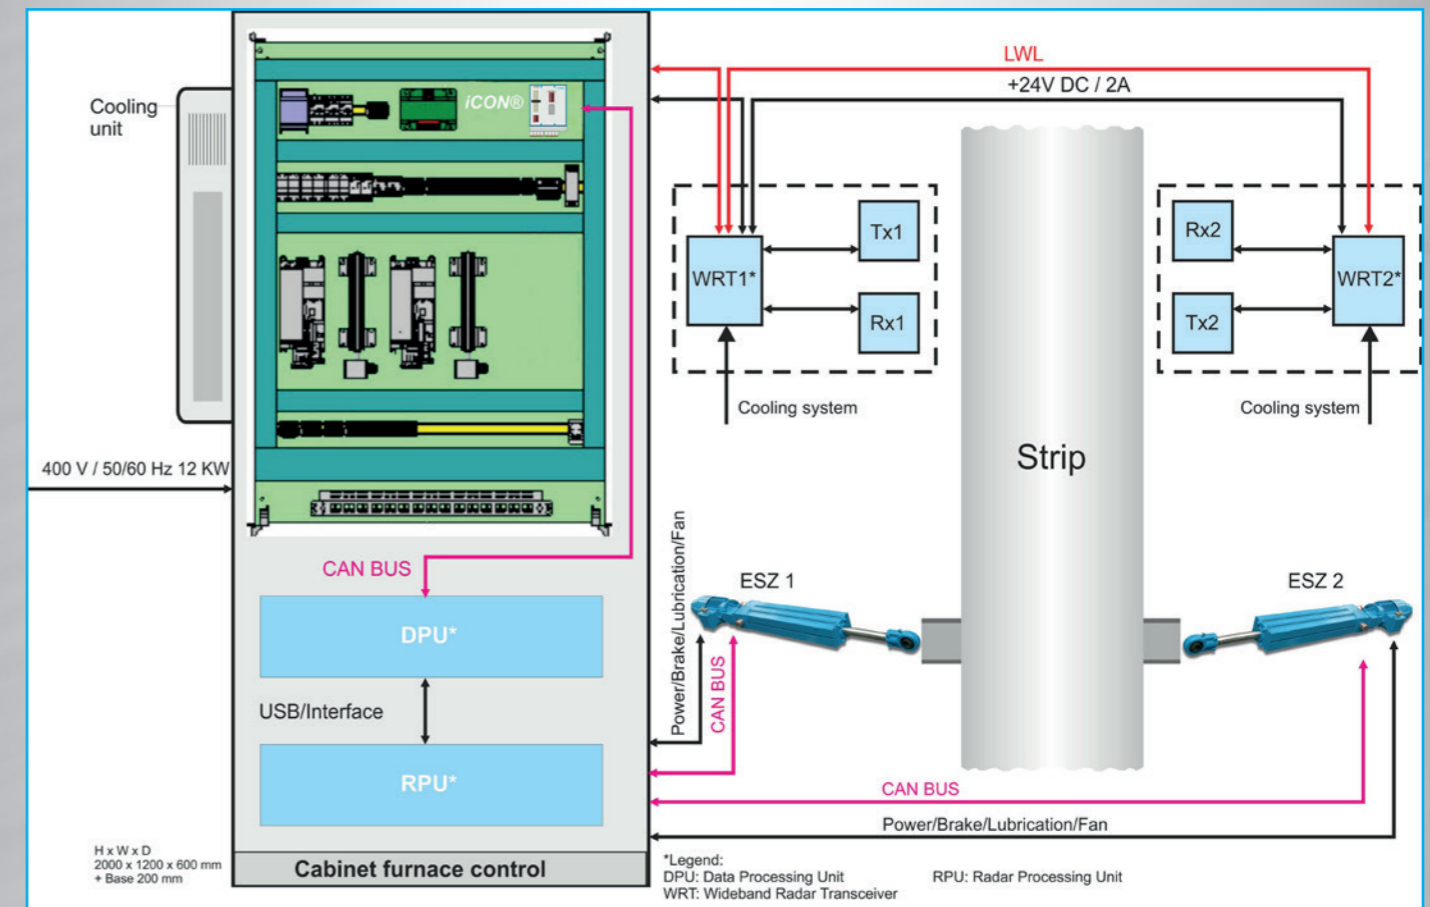 LWL
+24V DC / 2A
Cooling
unit
iCON®
Tx1
Rx2
WRT1*
WRT2*
Rx1
Tx2
Cooling system
Cooling system
Strip
400 V / 50/60 Hz 12 KW
Power/Brake/Lubrication/Fan
CAN BUS
ESZ 1
ESZ 2
DPU*
CAN BUS
USB/Interface
RPU*
CAN BUS
Power/Brake/Lubrication/Fan
H x W x D
2000 x 1200 x 600 mm
+ Base 200 mm
Cabinet furnace control
*Legend:
DPU: Data Processing Unit
RPU: Radar Processing Unit
WRT: Wideband Radar Transceiver